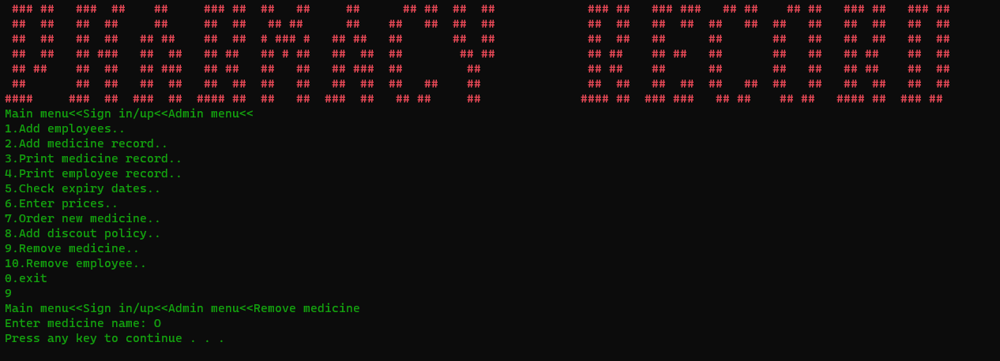 PHARMACY RECORD
Main menu<<Sign in/up<<Admin menu<<
1.Add employees..
2.Add medicine record..
3.Print medicine record..
4.Print employee record..
5.Check expiry dates..
6.Enter prices..
7.Order new medicine..
8.Add discout policy..
9.Remove medicine..
10.Remove employee..
0.exit
9
Main menu<<Sign in/up<<Admin menu<<Remove medicine
Enter medicine name: O
Press any key to continue . . .